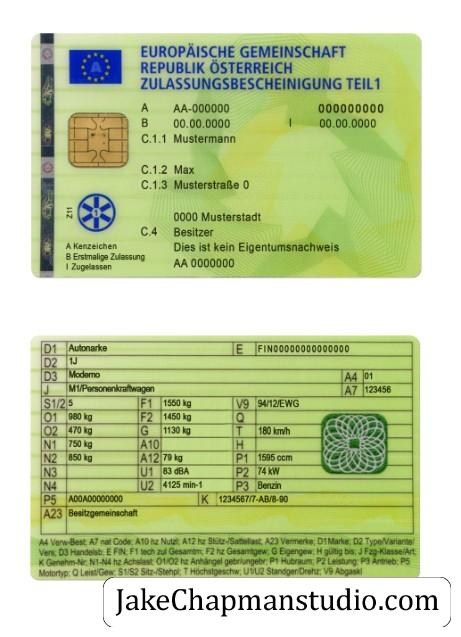 EUROPÄISCHE GEMEINSCHAFT
REPUBLIK ÖSTERREICH
ZULASSUNGSBESCHEINIGUNG TEIL1
A AA-000000 000000000
B 00.00.0000 I 00.00.0000
C.1.1 Mustermann
C.1.2 Max
C.1.3 Musterstraße 0
0000 Musterstadt
C.4 Besitzer
Dies ist kein Eigentumsnachweis
AA 0000000
A
Z11
1
A Kenzeichen
B Erstmalige Zulassung
I Zugelassen
D1 Autonarke E FIN00000000000000
D2 1J
D3 Moderno A4 01
J M1/Personenkraftwagen A7 123456
S1/2 5 F1 1550 kg V9 94/12/EWG
O1 980 kg F2 1450 kg Q
O2 470 kg G 1130 kg T 180 km/h
N1 750 kg A10 H
N2 850 kg A12 79 kg P1 1595 ccm
N3 U1 83 dBA P2 74 kW
N4 U2 4125 min-1 P3 Benzin
P5 A00A00000000 K 1234567/7-AB/8-90
A23 Besitzgemeinschaft
A4 Verw-Best; A7 nat Code; A10 hz Nutzl; A12 hz Stütz-/Sattellast; A23 Vermerke; D1 Marke; D2 Type/Variante/
Vers; D3 Handelsb; E FIN; F1 tech zul Gesamtm; F2 hz Gesamtgew; G Eigengew; H gültig bis; J Fzg-Klasse/Art;
K Genehm-Nr; N1-N4 hz Achslast; O1/O2 hz Anhängel gebr/ungebr; P1 Hubraum; P2 Leistung; P3 Antrieb; P5
Motortyp; Q Leist/Gew; S1/S2 Sitz-/Stehpl; T Höchstgeschw; U1/U2 Standger/Drehz; V9 Abgaskl
JakeChapmanstudio.com